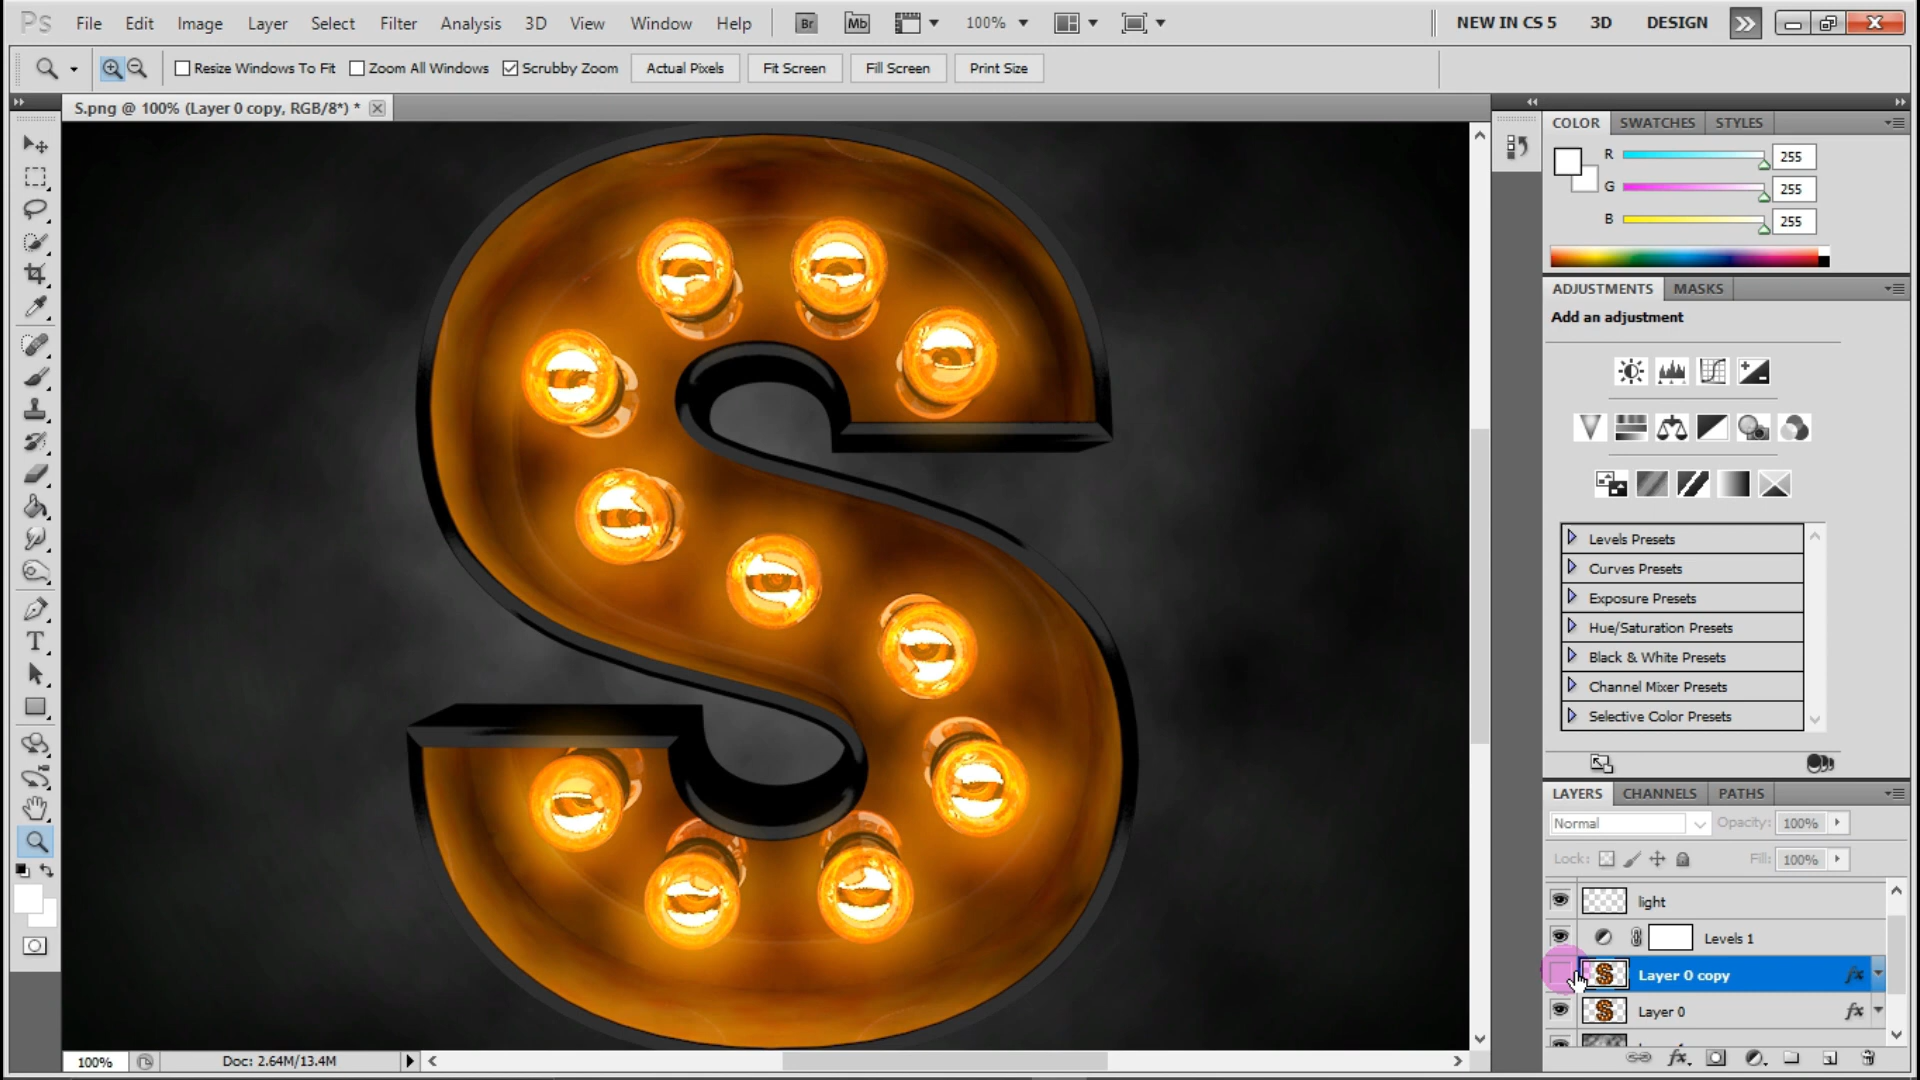 Ps File Edit Image Layer Select Filter Analysis 3D View Window Help Br Mb 100% NEW IN CS 5 3D DESIGN
Resize Windows To Fit Zoom All Windows Scrubby Zoom Actual Pixels Fit Screen Fill Screen Print Size
S.png @ 100% (Layer 0 copy, RGB/8*) *
COLOR SWATCHES STYLES
R 255
G 255
B 255
ADJUSTMENTS MASKS
Add an adjustment
Levels Presets
Curves Presets
Exposure Presets
Hue/Saturation Presets
Black & White Presets
Channel Mixer Presets
Selective Color Presets
LAYERS CHANNELS PATHS
Normal Opacity: 100%
Lock: Fill: 100%
light
Levels 1
Layer 0 copy fx
Layer 0 fx
fx
100% Doc: 2.64M/13.4M
T
S